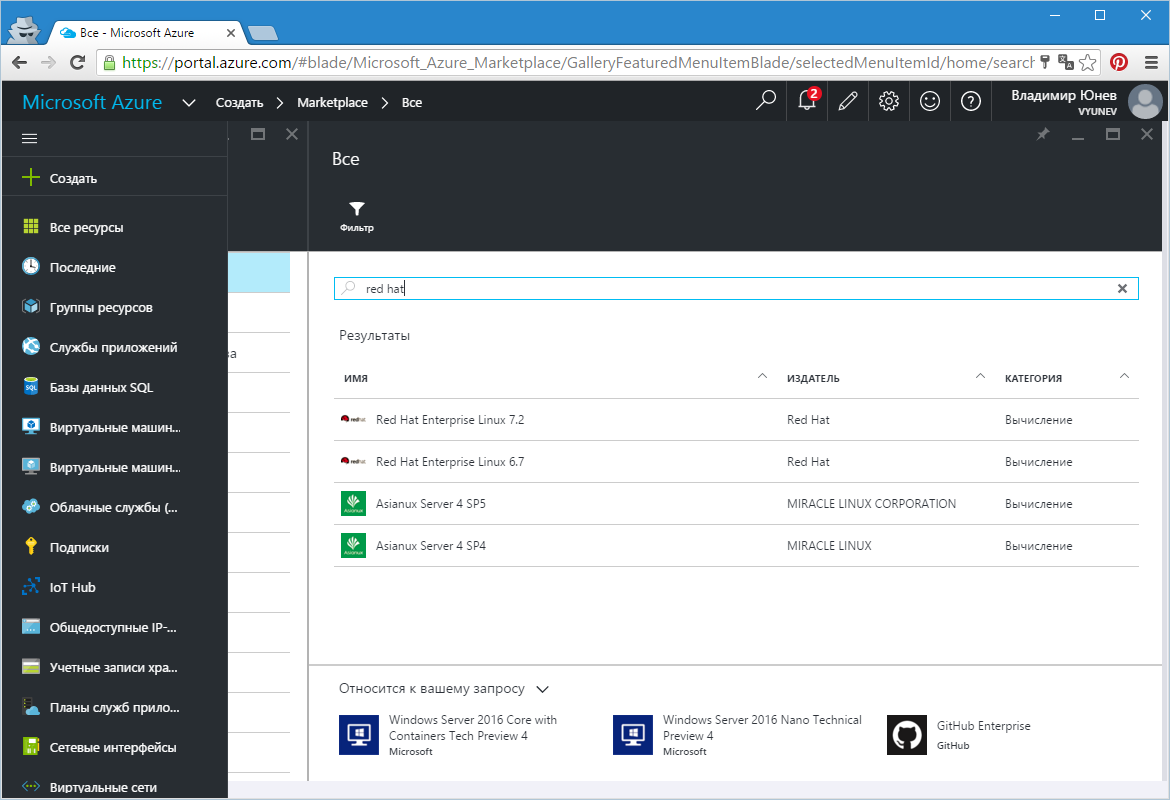 Все - Microsoft Azure
https://portal.azure.com/#blade/Microsoft_Azure_Marketplace/GalleryFeaturedMenuItemBlade/selectedMenuItemId/home/search
Microsoft Azure Создать Marketplace Все 2 Владимир Юнев
VYUNEV
Создать
Все ресурсы
Последние
Группы ресурсов
Службы приложений
Базы данных SQL
Виртуальные машин...
Виртуальные машин...
Облачные службы (...
Подписки
IoT Hub
Общедоступные IP-...
Учетные записи хра...
Планы служб прило...
Сетевые интерфейсы
Виртуальные сети
Все
Фильтр
red hat
Результаты
ИМЯ ИЗДАТЕЛЬ КАТЕГОРИЯ
redhat Red Hat Enterprise Linux 7.2 Red Hat Вычисление
redhat Red Hat Enterprise Linux 6.7 Red Hat Вычисление
Asianux Asianux Server 4 SP5 MIRACLE LINUX CORPORATION Вычисление
Asianux Asianux Server 4 SP4 MIRACLE LINUX Вычисление
Относится к вашему запросу
Windows Server 2016 Core with
Containers Tech Preview 4
Microsoft
Windows Server 2016 Nano Technical
Preview 4
Microsoft
GitHub Enterprise
GitHub